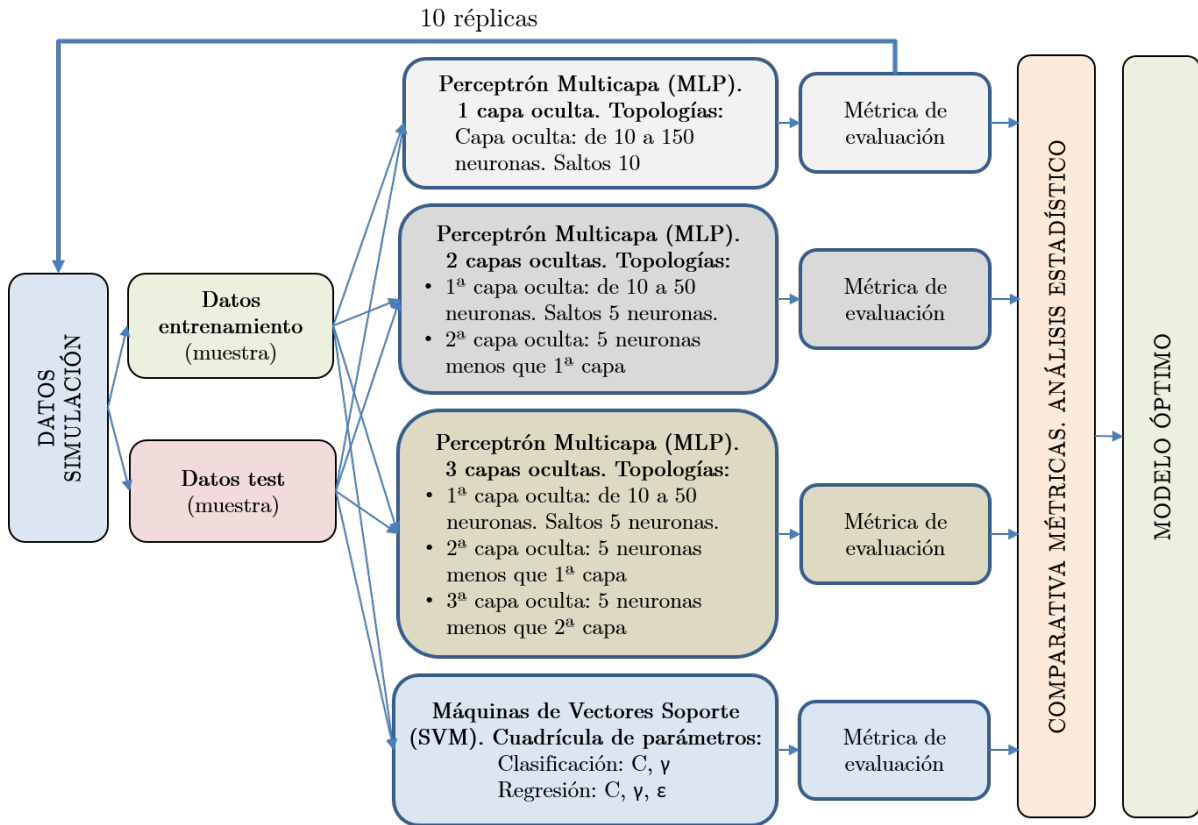 10 réplicas
DATOS
SIMULACIÓN
Datos
entrenamiento
(muestra)
Datos test
(muestra)
Perceptrón Multicapa (MLP).
1 capa oculta. Topologías:
Capa oculta: de 10 a 150
neuronas. Saltos 10
Métrica de
evaluación
Perceptrón Multicapa (MLP).
2 capas ocultas. Topologías:
• 1ª capa oculta: de 10 a 50
neuronas. Saltos 5 neuronas.
• 2ª capa oculta: 5 neuronas
menos que 1ª capa
Métrica de
evaluación
Perceptrón Multicapa (MLP).
3 capas ocultas. Topologías:
• 1ª capa oculta: de 10 a 50
neuronas. Saltos 5 neuronas.
• 2ª capa oculta: 5 neuronas
menos que 1ª capa
• 3ª capa oculta: 5 neuronas
menos que 2ª capa
Métrica de
evaluación
Máquinas de Vectores Soporte
(SVM). Cuadrícula de parámetros:
Clasificación: C, γ
Regresión: C, γ, ε
Métrica de
evaluación
COMPARATIVA MÉTRICAS. ANÁLISIS ESTADÍSTICO
MODELO ÓPTIMO